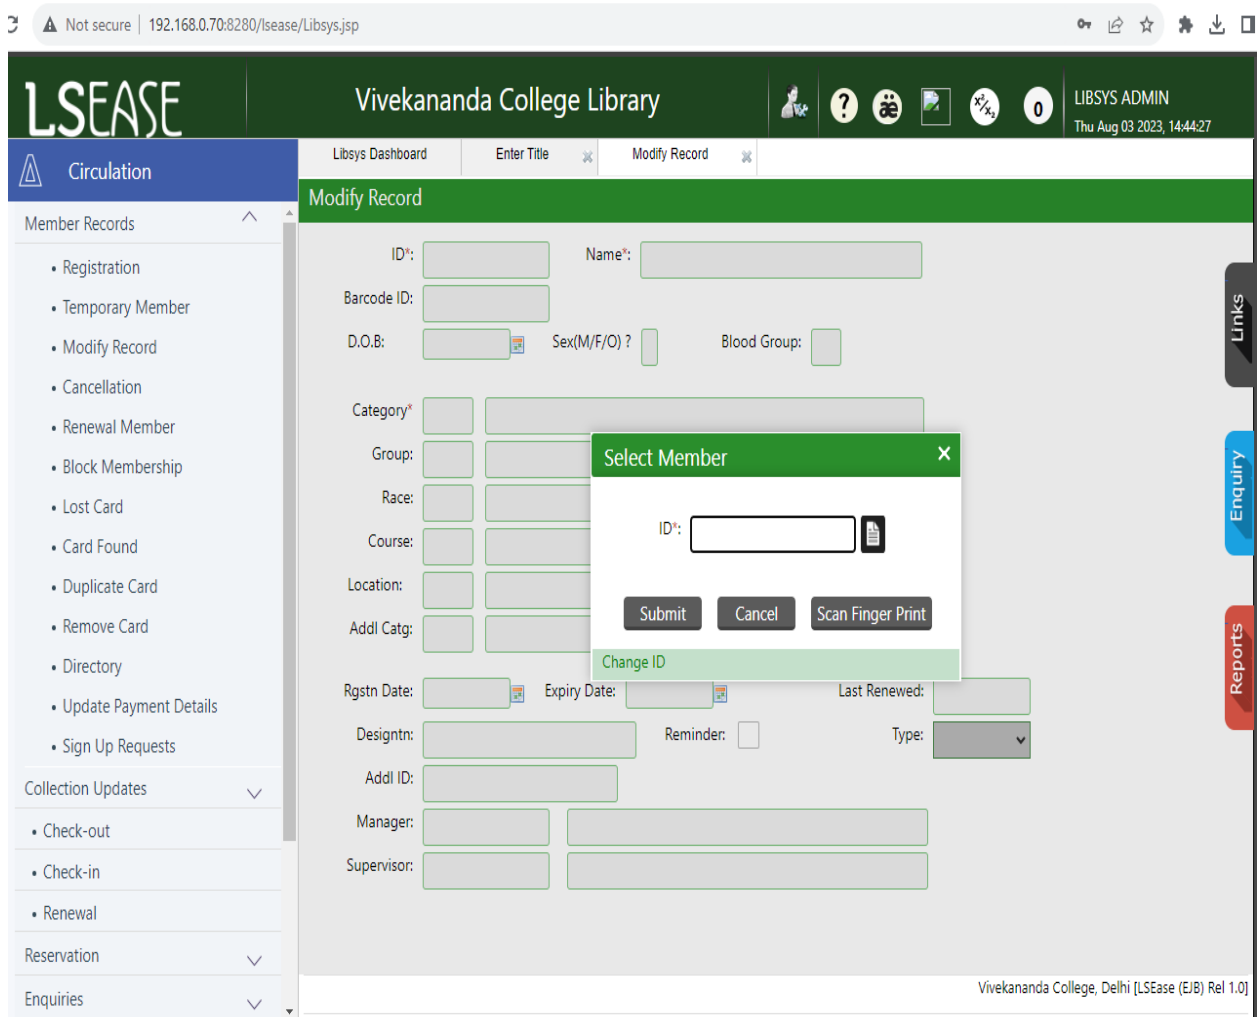 Not secure 192.168.0.70:8280/lsease/Libsys.jsp
LSEASE
Vivekananda College Library
? æ x²/x₂ 0
LIBSYS ADMIN
Thu Aug 03 2023, 14:44:27
Circulation
Libsys Dashboard Enter Title Modify Record
Modify Record
Member Records
• Registration
• Temporary Member
• Modify Record
• Cancellation
• Renewal Member
• Block Membership
• Lost Card
• Card Found
• Duplicate Card
• Remove Card
• Directory
• Update Payment Details
• Sign Up Requests
Collection Updates
• Check-out
• Check-in
• Renewal
Reservation
Enquiries
ID*: Name*:
Barcode ID:
D.O.B: Sex(M/F/O) ? Blood Group:
Category*
Group:
Race:
Course:
Location:
Addl Catg:
Rgstn Date: Expiry Date: Last Renewed:
Designtn: Reminder: Type:
Addl ID:
Manager:
Supervisor:
Select Member
ID*:
Submit Cancel Scan Finger Print
Change ID
Links
Enquiry
Reports
Vivekananda College, Delhi [LSEase (EJB) Rel 1.0]